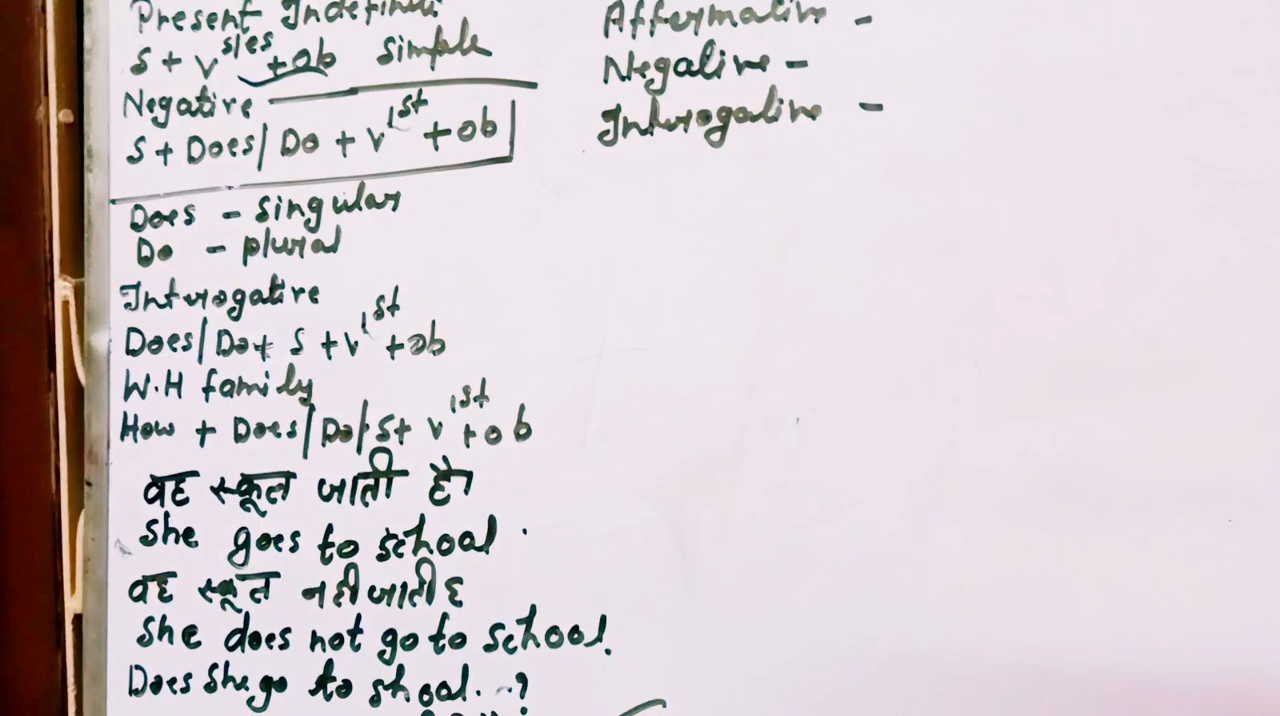 Present Indefinit
S + V s/es + ob simple
Negative
S + Does/Do + V 1st + ob
Does - singular
Do - plural
Interogative
Does/Do + S + V 1st + ob
W.H family
How + Does/Do/S + V 1st + ob
वह स्कूल जाती है
She goes to school.
वह स्कूल नही जाती है
She does not go to school.
Does She go to shool..?
Affermative -
Negative -
Interogative -